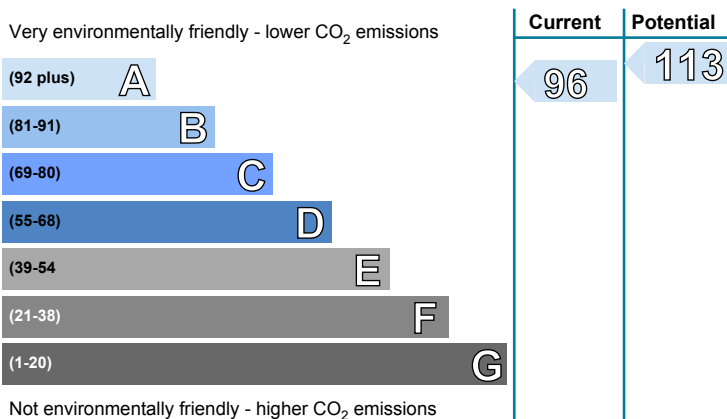 Current Potential
Very environmentally friendly - lower CO2 emissions
(92 plus) A 96 113
(81-91) B
(69-80) C
(55-68) D
(39-54 E
(21-38) F
(1-20) G
Not environmentally friendly - higher CO2 emissions